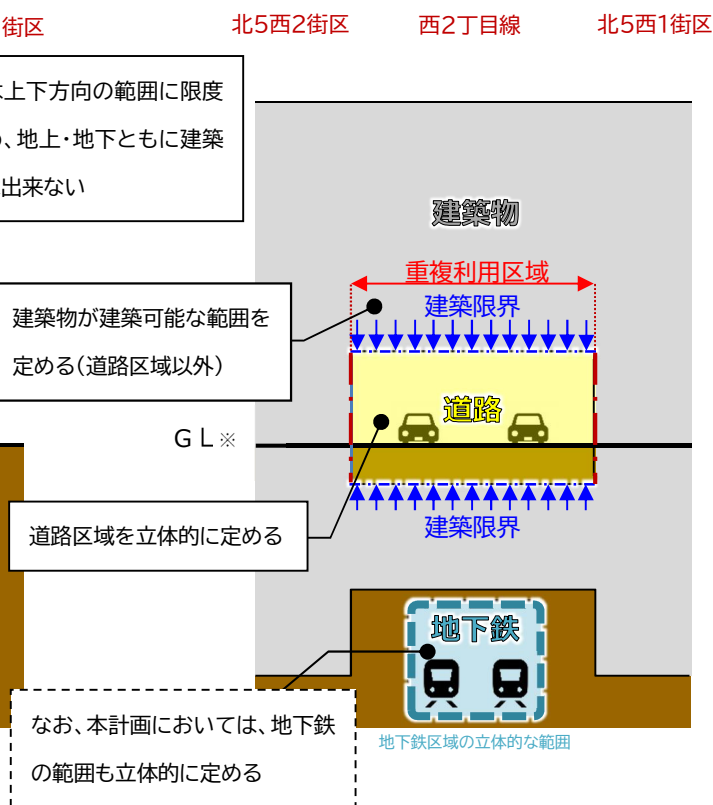 街区
北5西2街区
西2丁目線
北5西1街区
は上下方向の範囲に限度
、地上・地下ともに建築
出来ない
建築物
重複利用区域
建築限界
建築物が建築可能な範囲を
定める(道路区域以外)
道路
GL※
道路区域を立体的に定める
建築限界
地下鉄
なお、本計画においては、地下鉄
の範囲も立体的に定める
地下鉄区域の立体的な範囲